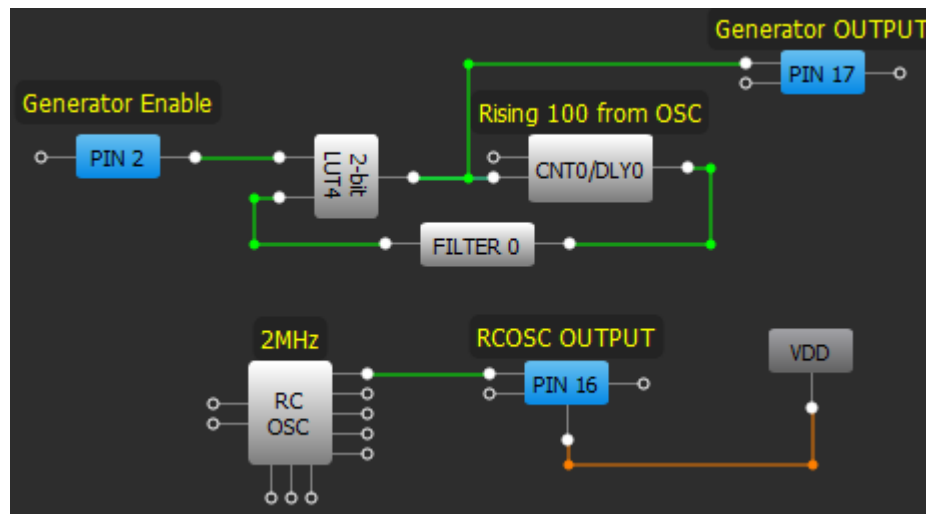 Generator OUTPUT
PIN 17
Generator Enable
PIN 2
2-bit
LUT4
Rising 100 from OSC
CNT0/DLY0
FILTER 0
2MHz
RC
OSC
RCOSC OUTPUT
PIN 16
VDD